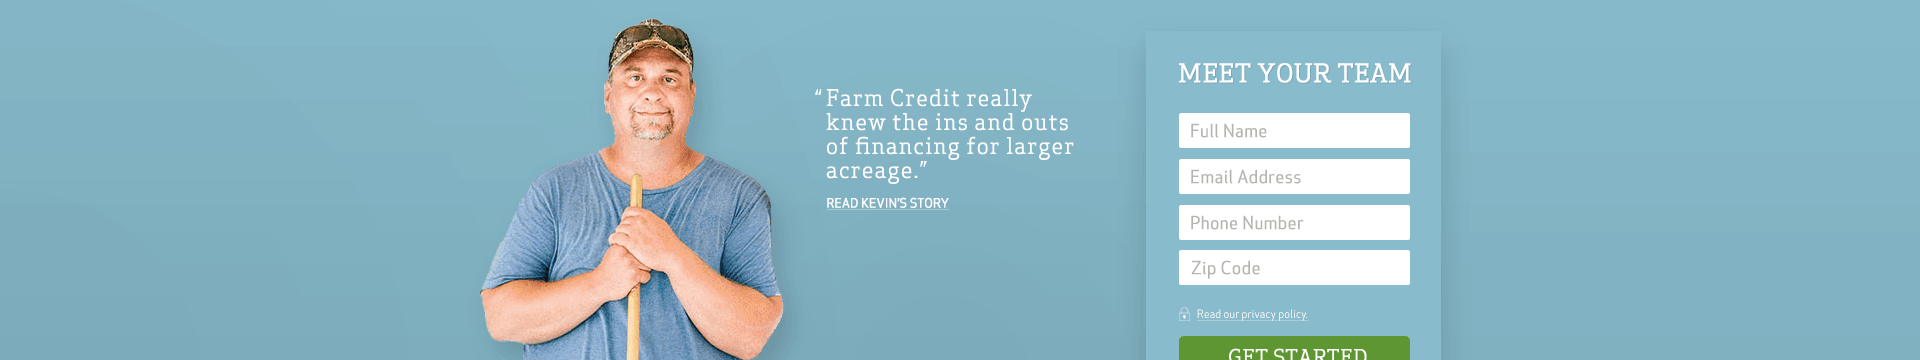 “Farm Credit really
knew the ins and outs
of financing for larger
acreage.”
READ KEVIN'S STORY
MEET YOUR TEAM
Full Name
Email Address
Phone Number
Zip Code
Read our privacy policy.
GET STARTED